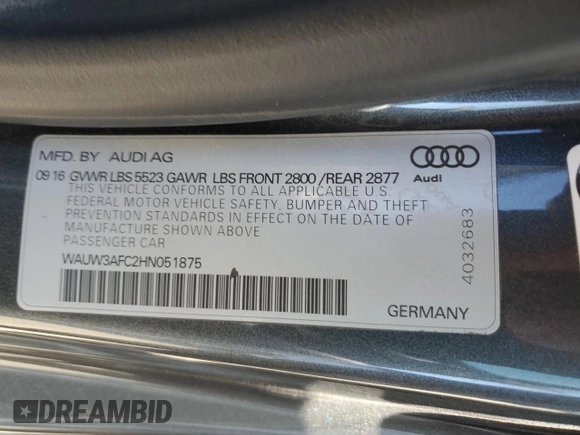 MFD. BY AUDI AG
09 16 GVWR LBS 5523 GAWR LBS FRONT 2800 /REAR 2877
Audi
THIS VEHICLE CONFORMS TO ALL APPLICABLE U S
FEDERAL MOTOR VEHICLE SAFETY, BUMPER AND THEFT
PREVENTION STANDARDS IN EFFECT ON THE DATE OF
MANUFACTURE SHOWN ABOVE
PASSENGER CAR
WAUW3AFC2HN051875
4032683
GERMANY
DREAMBID